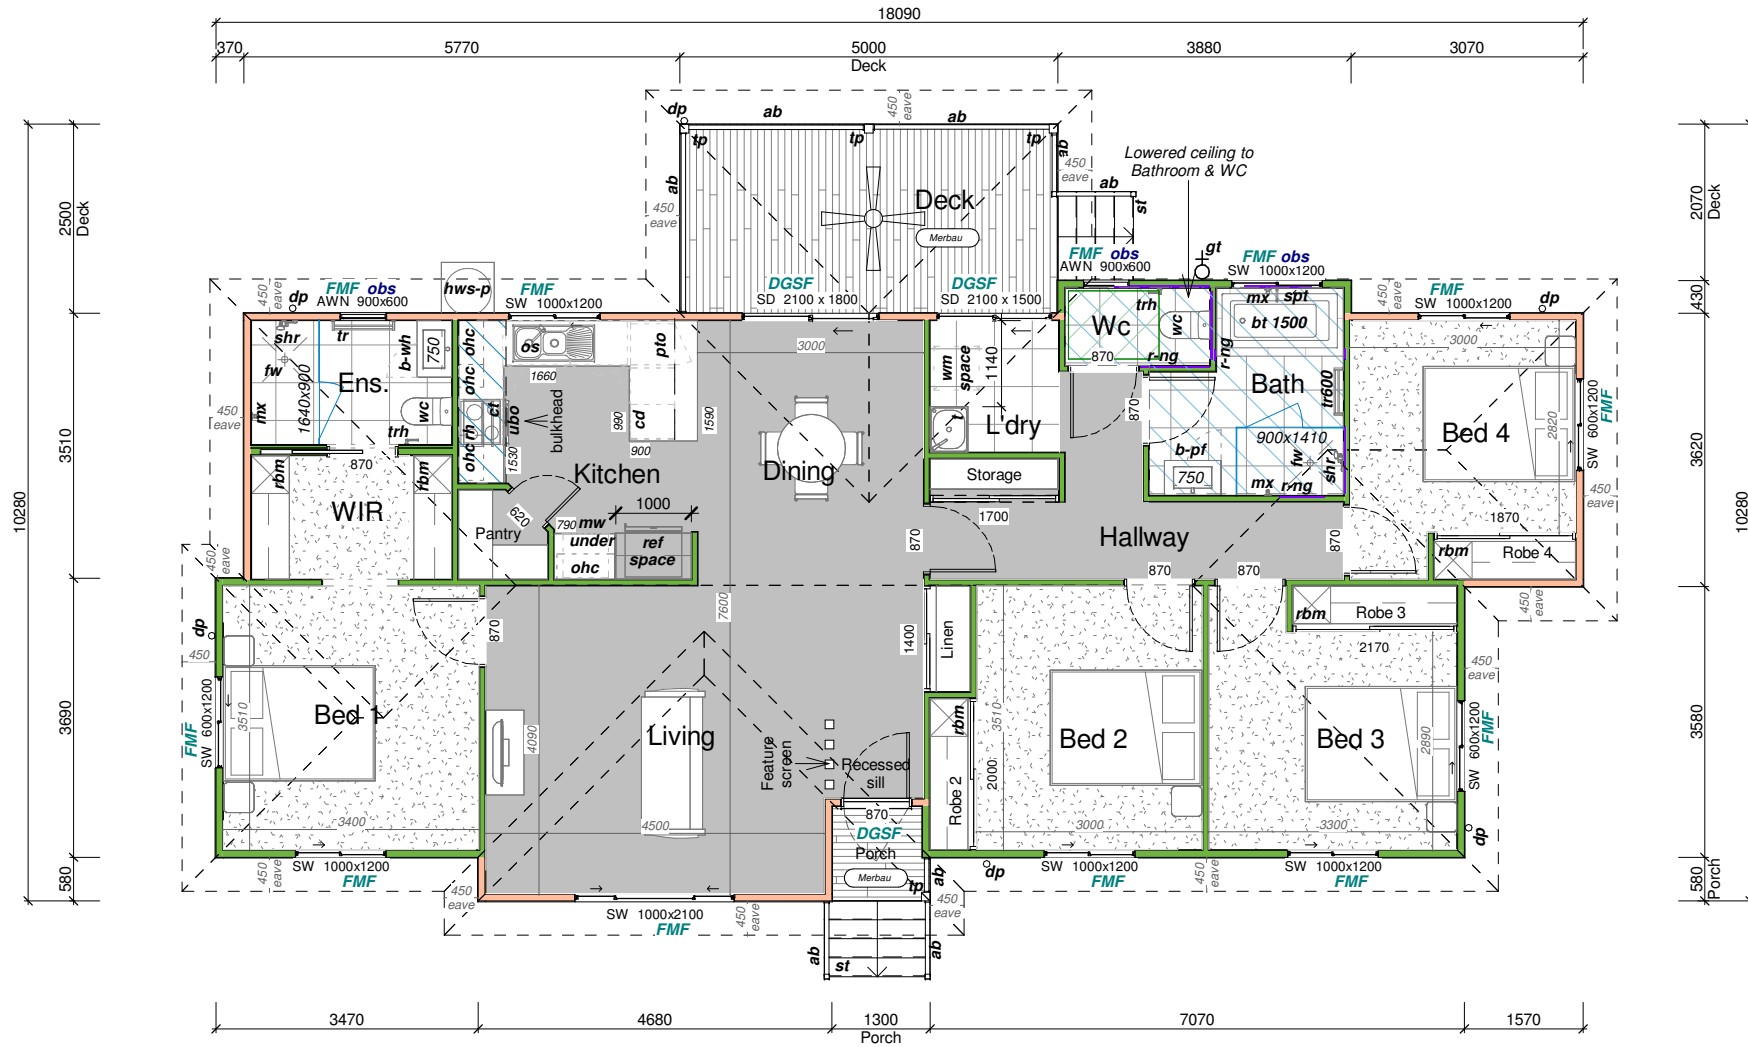 18090
370
5770
5000
Deck
3880
3070
450
eave
dp
ab
ab
tp
tp
tp
ab
450
eave
Lowered ceiling to
Bathroom & WC
10280
2500
Deck
ab
450
eave
Deck
Merbau
ab
st
2070
Deck
10280
gt
FMF obs
AWN 900x600
FMF obs
SW 1000x1200
450
eave
dp
FMF obs
AWN 900x600
hws-p
FMF
SW 1000x1200
DGSF
SD 2100 x 1800
DGSF
SD 2100 x 1500
450
eave
FMF
SW 1000x1200
dp
430
shr
tr
fw
b-wh
750
Ens.
1640x900
mx
wc
trh
450
eave
ohc
ohc
ohc
rh
ct
ubo
os
1660
pto
bulkhead
990
cd
900
1590
1530
3000
Dining
Kitchen
wm
space
1140
t
L'dry
Wc
trh
wc
870
r-ng
r-ng
mx
spt
bt 1500
Bath
tr600
870
900x1410
b-pf
750
fw
shr
mx
r-ng
3000
Bed 4
2820
SW 600x1200
FMF
450
eave
3510
3620
rbm
870
rbm
WIR
Pantry
620
790
mw
under
ohc
1000
ref
space
Storage
1700
870
Hallway
870
1870
rbm
Robe 4
450
eave
450
eave
dp
450
870
7600
1400
Linen
870
870
rbm
Robe 3
2170
450
eave
3690
3580
FMF
SW 600x1200
3510
Bed 1
3400
4090
Living
4500
Feature
screen
Recessed
sill
870
DGSF
Porch
Merbau
tp
rbm
Robe 2
2000
3510
Bed 2
3000
Bed 3
2890
3300
SW 600x1200
FMF
dp
450
eave
SW 1000x1200
FMF
450
eave
SW 1000x2100
FMF
450
eave
ab
450
eave
dp
SW 1000x1200
FMF
450
eave
SW 1000x1200
FMF
580
580
Porch
ab
st
ab
3470
4680
1300
Porch
7070
1570